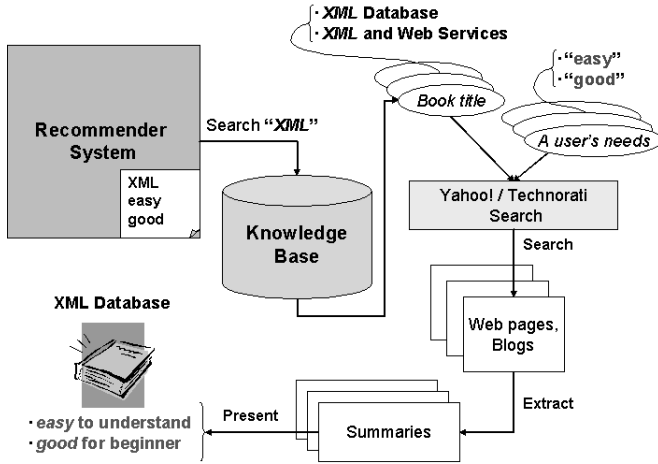 · XML Database
· XML and Web Services
· "easy"
· "good"
Book title
A user's needs
Recommender
System
XML
easy
good
Search "XML"
Knowledge
Base
Yahoo! / Technorati
Search
Search
Web pages,
Blogs
Extract
Summaries
Present
XML Database
· easy to understand
· good for beginner